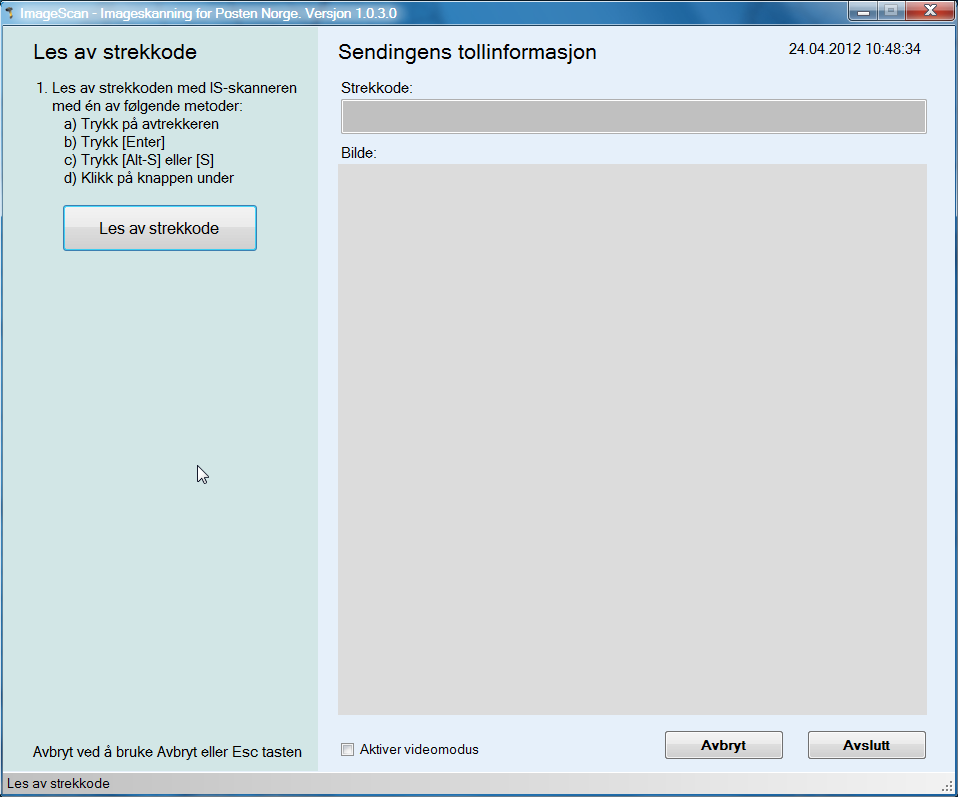 ImageScan - Imageskanning for Posten Norge. Versjon 1.0.3.0
Les av strekkode
1. Les av strekkoden med IS-skanneren
med én av følgende metoder:
a) Trykk på avtrekkeren
b) Trykk [Enter]
c) Trykk [Alt-S] eller [S]
d) Klikk på knappen under
Les av strekkode
Avbryt ved å bruke Avbryt eller Esc tasten
Sendingens tollinformasjon
24.04.2012 10:48:34
Strekkode:
Bilde:
Aktiver videomodus
Avbryt
Avslutt
Les av strekkode